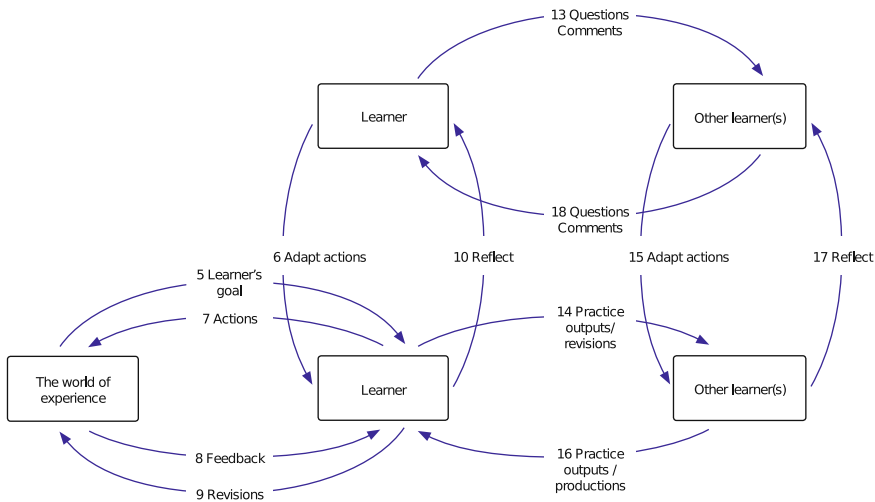 13 Questions
Comments
Learner
Other learner(s)
18 Questions
Comments
6 Adapt actions
10 Reflect
15 Adapt actions
17 Reflect
5 Learner's
goal
7 Actions
14 Practice
outputs/
revisions
The world of
experience
Learner
Other learner(s)
8 Feedback
9 Revisions
16 Practice
outputs /
productions